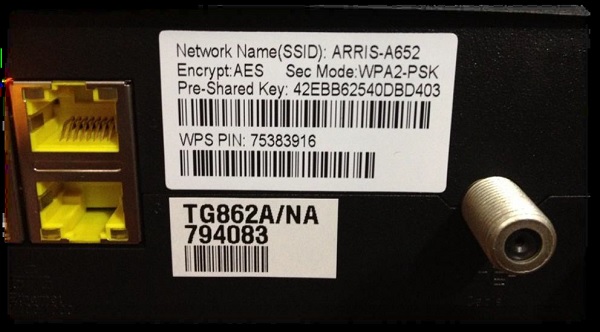 Network Name(SSID): ARRIS-A652
Encrypt:AES Sec Mode:WPA2-PSK
Pre-Shared Key: 42EBB62540DBD403
WPS PIN: 75383916
TG862A/NA
794083